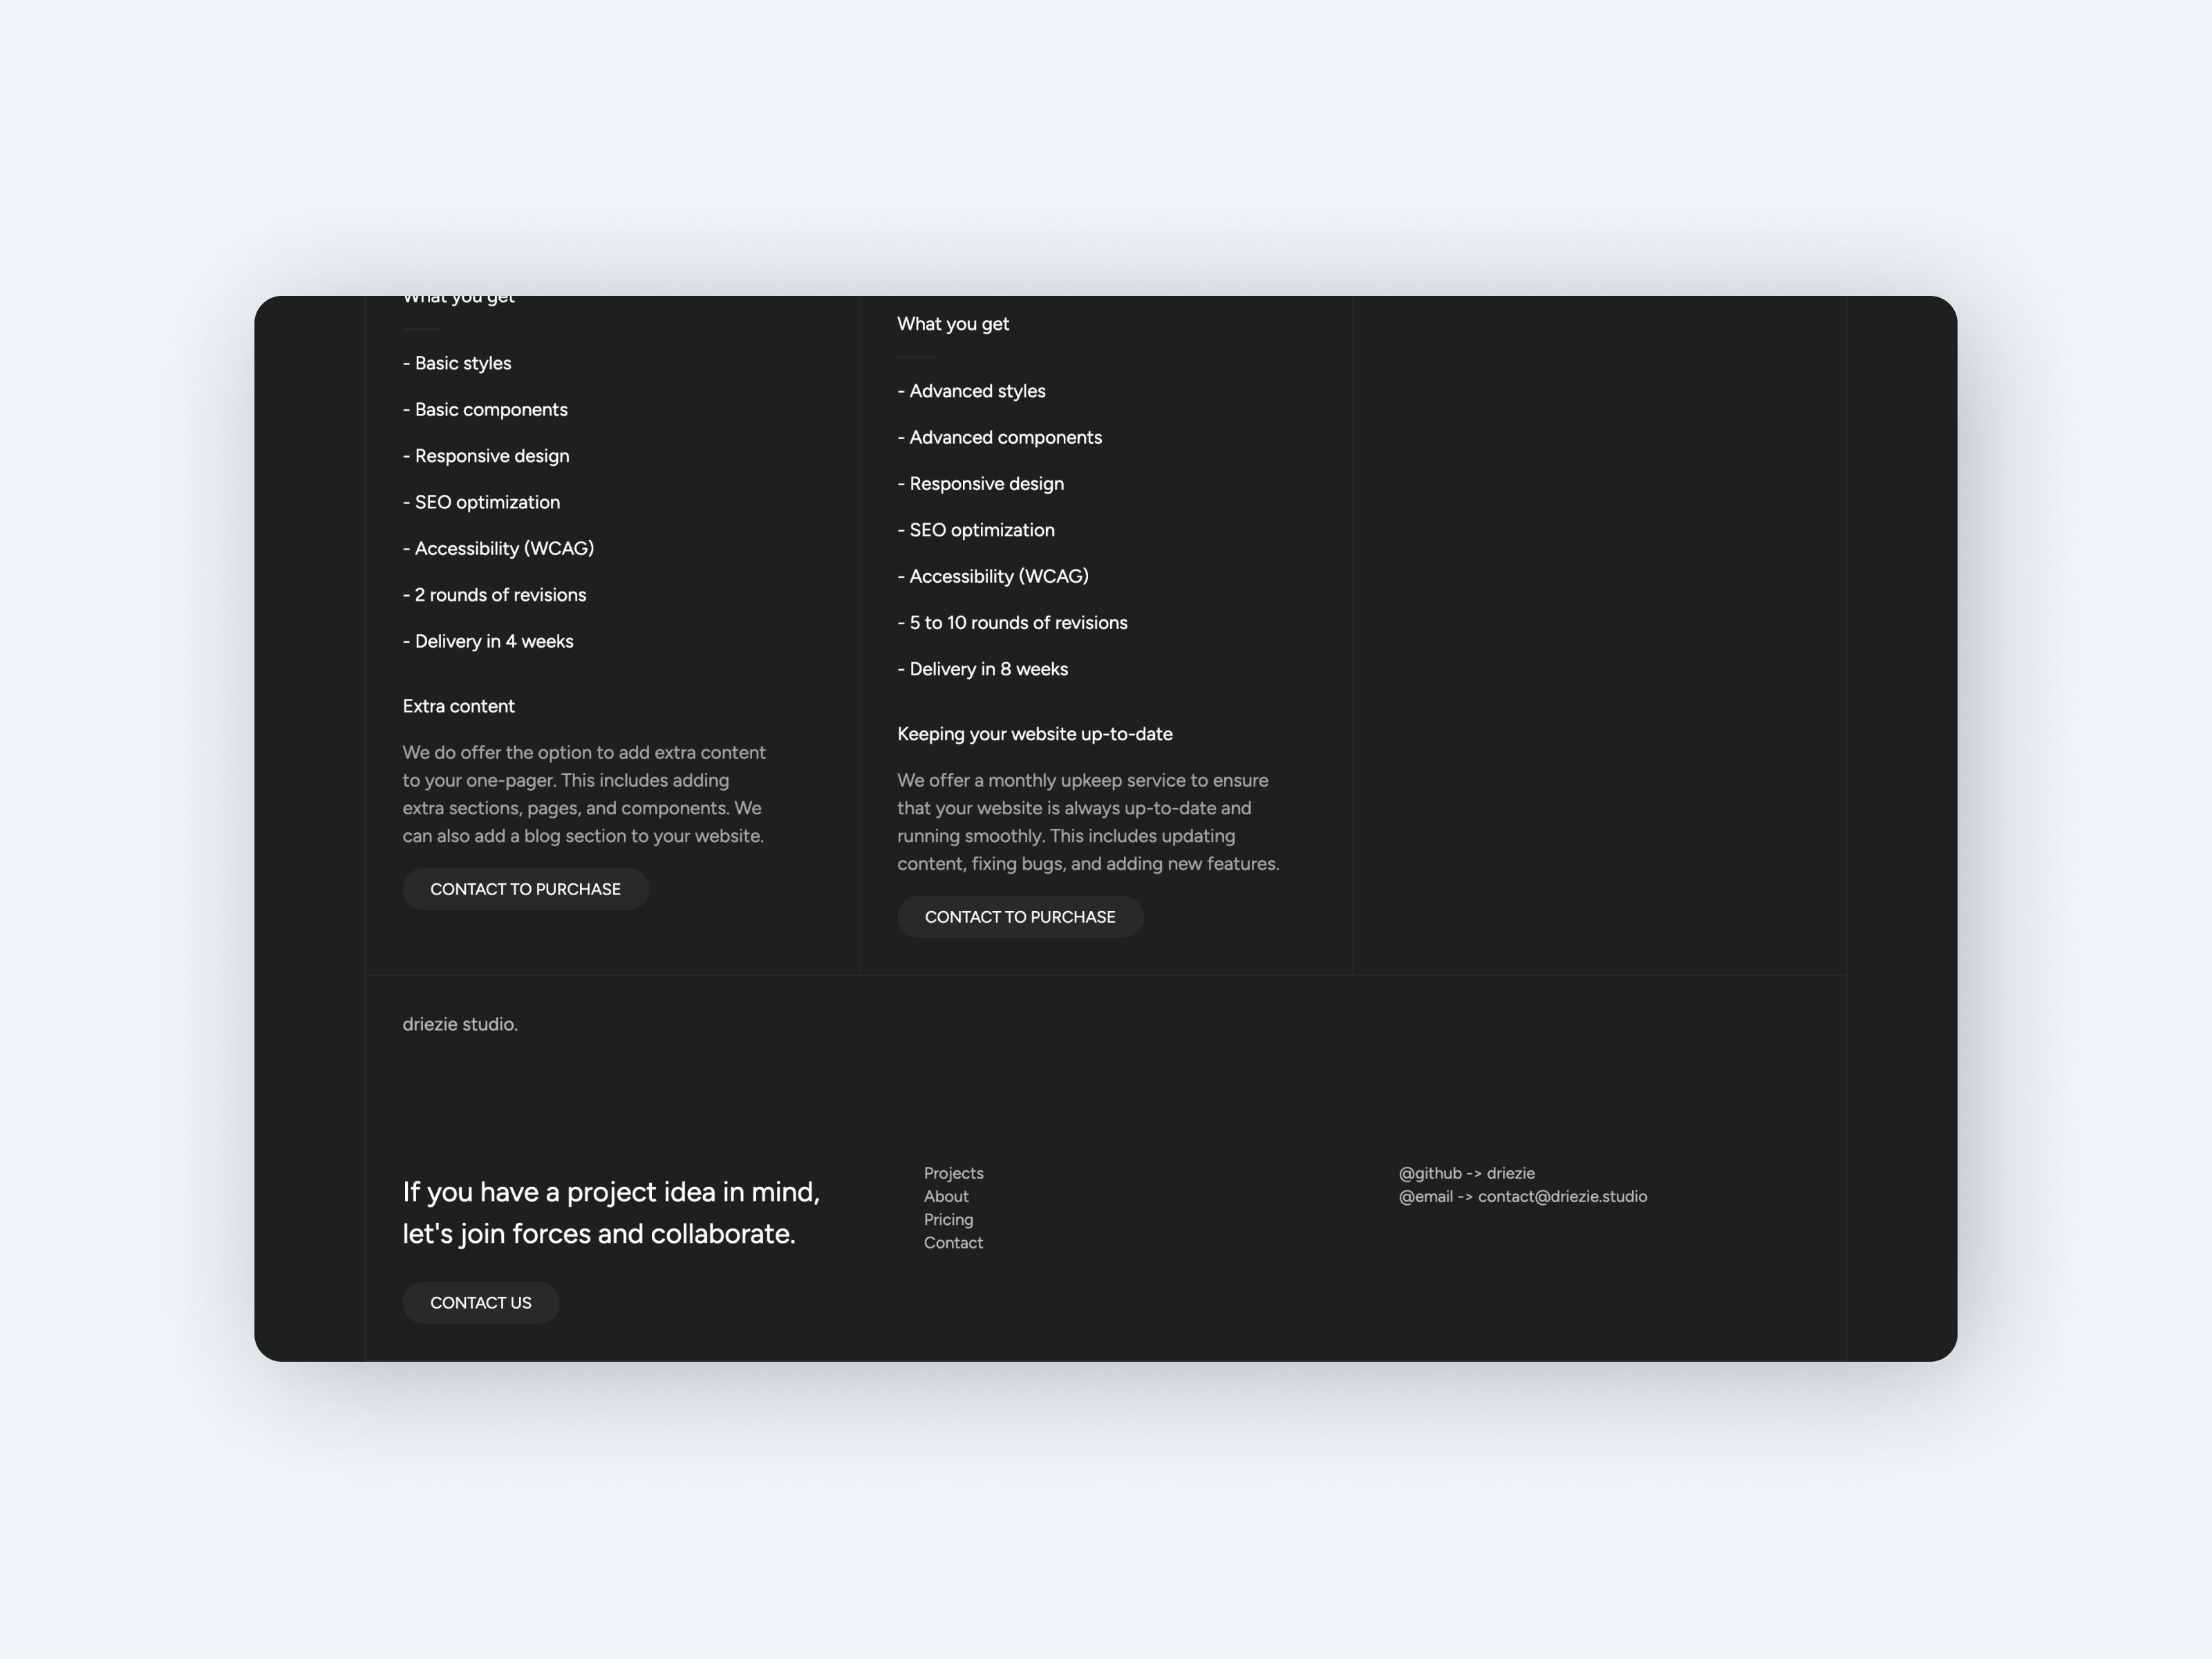 What you get
- Basic styles
- Basic components
- Responsive design
- SEO optimization
- Accessibility (WCAG)
- 2 rounds of revisions
- Delivery in 4 weeks
Extra content
We do offer the option to add extra content
to your one-pager. This includes adding
extra sections, pages, and components. We
can also add a blog section to your website.
CONTACT TO PURCHASE
What you get
- Advanced styles
- Advanced components
- Responsive design
- SEO optimization
- Accessibility (WCAG)
- 5 to 10 rounds of revisions
- Delivery in 8 weeks
Keeping your website up-to-date
We offer a monthly upkeep service to ensure
that your website is always up-to-date and
running smoothly. This includes updating
content, fixing bugs, and adding new features.
CONTACT TO PURCHASE
driezie studio.
If you have a project idea in mind,
let's join forces and collaborate.
CONTACT US
Projects
About
Pricing
Contact
@github -> driezie
@email -> contact@driezie.studio